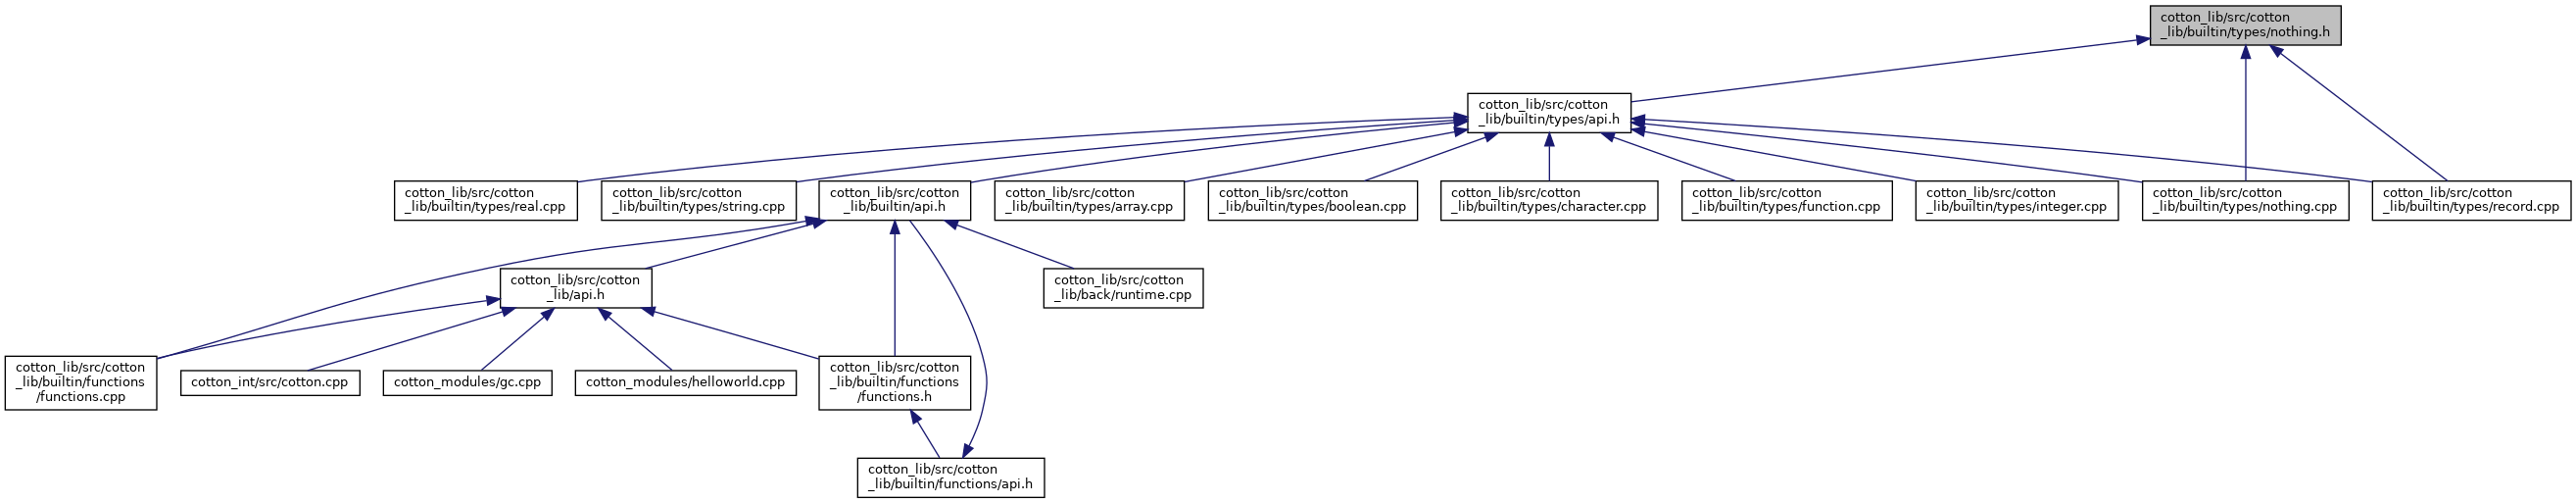 cotton_lib/src/cotton
_lib/builtin/types/nothing.h
cotton_lib/src/cotton
_lib/builtin/types/api.h
cotton_lib/src/cotton
_lib/builtin/types/real.cpp
cotton_lib/src/cotton
_lib/builtin/types/string.cpp
cotton_lib/src/cotton
_lib/builtin/api.h
cotton_lib/src/cotton
_lib/builtin/types/array.cpp
cotton_lib/src/cotton
_lib/builtin/types/boolean.cpp
cotton_lib/src/cotton
_lib/builtin/types/character.cpp
cotton_lib/src/cotton
_lib/builtin/types/function.cpp
cotton_lib/src/cotton
_lib/builtin/types/integer.cpp
cotton_lib/src/cotton
_lib/builtin/types/nothing.cpp
cotton_lib/src/cotton
_lib/builtin/types/record.cpp
cotton_lib/src/cotton
_lib/api.h
cotton_lib/src/cotton
_lib/back/runtime.cpp
cotton_lib/src/cotton
_lib/builtin/functions
/functions.cpp
cotton_int/src/cotton.cpp
cotton_modules/gc.cpp
cotton_modules/helloworld.cpp
cotton_lib/src/cotton
_lib/builtin/functions
/functions.h
cotton_lib/src/cotton
_lib/builtin/functions/api.h